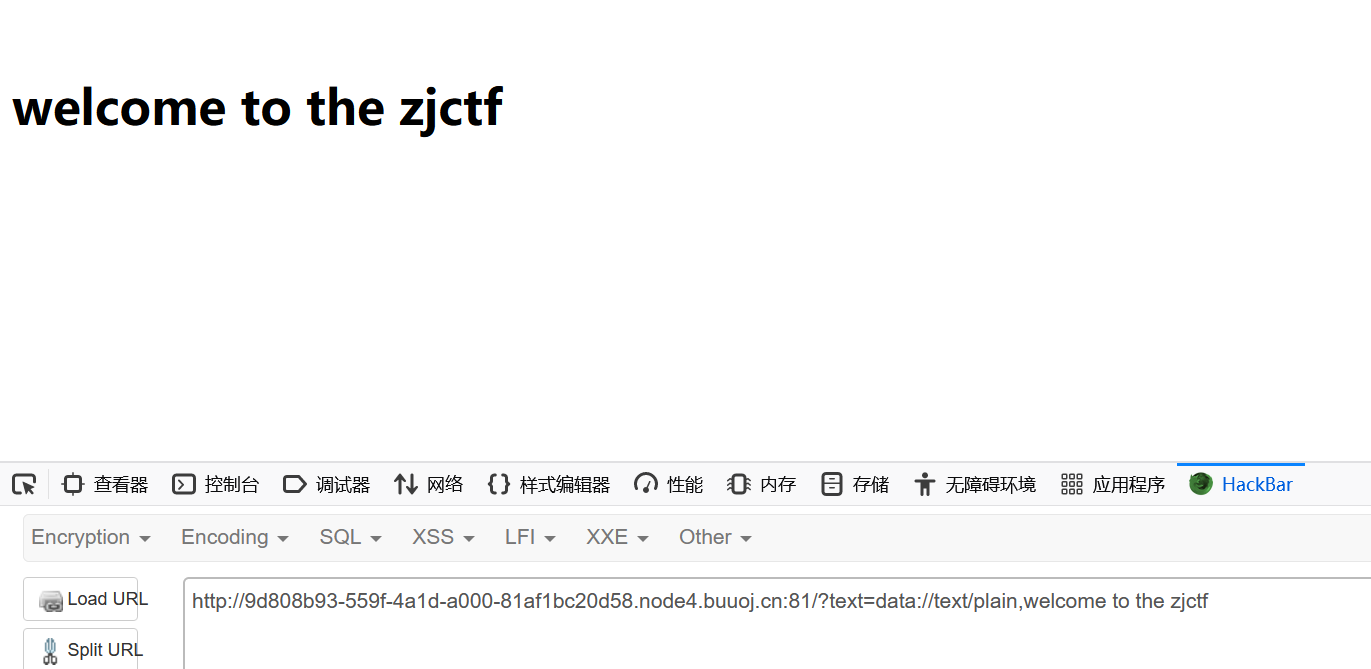 welcome to the zjctf
查看器 控制台 调试器 网络 样式编辑器 性能 内存 存储 无障碍环境 应用程序 HackBar
Encryption Encoding SQL XSS LFI XXE Other
Load URL http://9d808b93-559f-4a1d-a000-81af1bc20d58.node4.buuoj.cn:81/?text=data://text/plain,welcome to the zjctf
Split URL